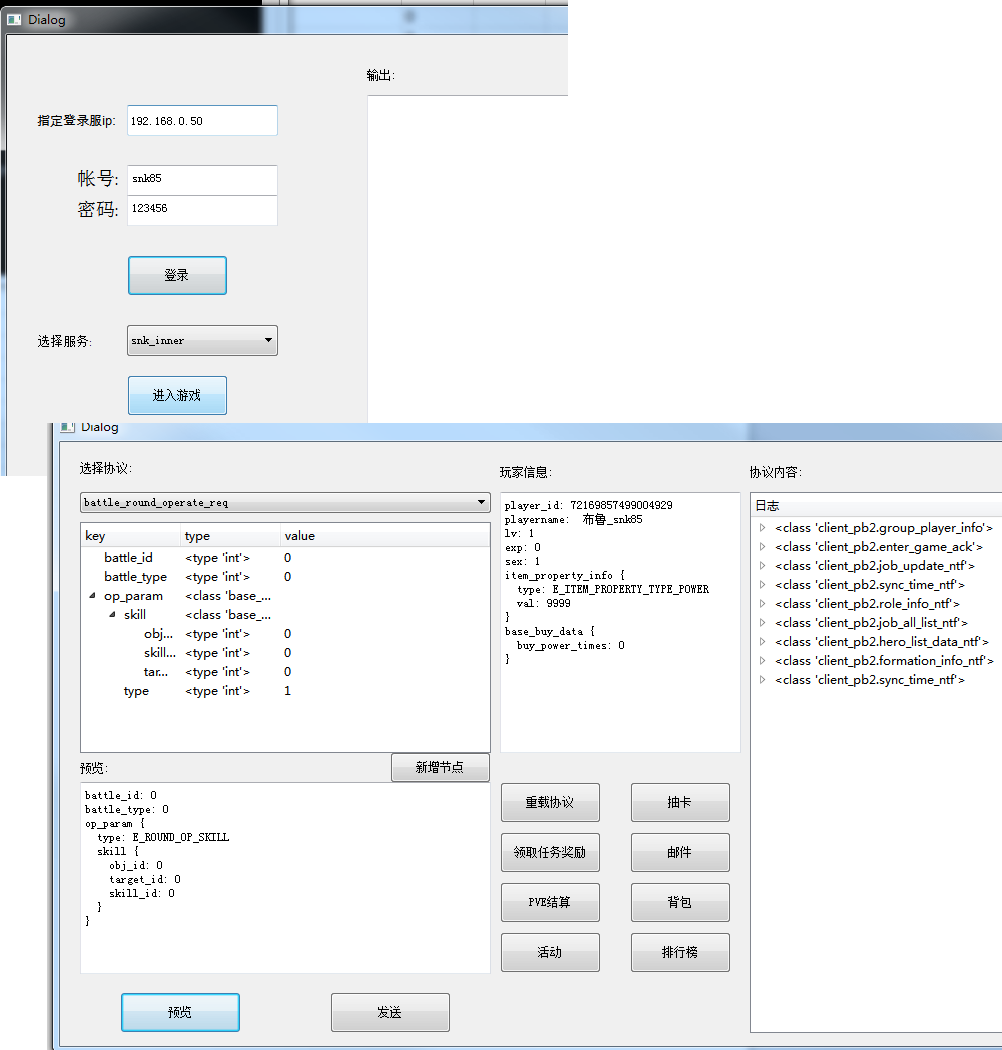 Dialog
输出:
指定登录服ip: 192.168.0.50
帐号: snk85
密码: 123456
登录
选择服务: snk_inner
进入游戏
Dialog
选择协议:
battle_round_operate_req
key type value
battle_id <type 'int'> 0
battle_type <type 'int'> 0
op_param <class 'base_...
skill <class 'base_...
obj... <type 'int'> 0
skill... <type 'int'> 0
tar... <type 'int'> 0
type <type 'int'> 1
预览:
新增节点
battle_id: 0
battle_type: 0
op_param {
type: E_ROUND_OP_SKILL
skill {
obj_id: 0
target_id: 0
skill_id: 0
}
}
预览
发送
玩家信息:
player_id: 72169857499004929
playername: 布鲁_snk85
lv: 1
exp: 0
sex: 1
item_property_info {
type: E_ITEM_PROPERTY_TYPE_POWER
val: 9999
}
base_buy_data {
buy_power_times: 0
}
重载协议
抽卡
领取任务奖励
邮件
PVE结算
背包
活动
排行榜
协议内容:
日志
<class 'client_pb2.group_player_info'>
<class 'client_pb2.enter_game_ack'>
<class 'client_pb2.job_update_ntf'>
<class 'client_pb2.sync_time_ntf'>
<class 'client_pb2.role_info_ntf'>
<class 'client_pb2.job_all_list_ntf'>
<class 'client_pb2.hero_list_data_ntf'>
<class 'client_pb2.formation_info_ntf'>
<class 'client_pb2.sync_time_ntf'>